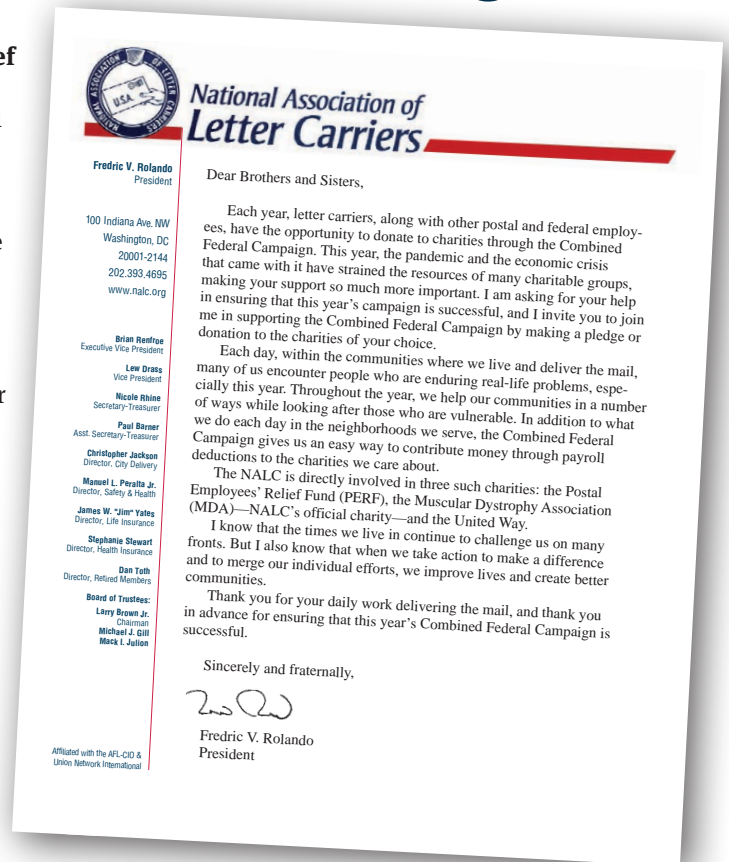 ef
e
r
NATIONAL ASSOCIATION OF LETTER CARRIERS
U.S.A.
National Association of
Letter Carriers
Fredric V. Rolando
President
100 Indiana Ave. NW
Washington, DC
20001-2144
202.393.4695
www.nalc.org
Brian Renfroe
Executive Vice President
Lew Drass
Vice President
Nicole Rhine
Secretary-Treasurer
Paul Barner
Asst. Secretary-Treasurer
Christopher Jackson
Director, City Delivery
Manuel L. Peralta Jr.
Director, Safety & Health
James W. “Jim” Yates
Director, Life Insurance
Stephanie Stewart
Director, Health Insurance
Dan Toth
Director, Retired Members
Board of Trustees:
Larry Brown Jr.
Chairman
Michael J. Gill
Mack I. Julion
Affiliated with the AFL-CIO &
Union Network International
Dear Brothers and Sisters,
Each year, letter carriers, along with other postal and federal employ-
ees, have the opportunity to donate to charities through the Combined
Federal Campaign. This year, the pandemic and the economic crisis
that came with it have strained the resources of many charitable groups,
making your support so much more important. I am asking for your help
in ensuring that this year’s campaign is successful, and I invite you to join
me in supporting the Combined Federal Campaign by making a pledge or
donation to the charities of your choice.
Each day, within the communities where we live and deliver the mail,
many of us encounter people who are enduring real-life problems, espe-
cially this year. Throughout the year, we help our communities in a number
of ways while looking after those who are vulnerable. In addition to what
we do each day in the neighborhoods we serve, the Combined Federal
Campaign gives us an easy way to contribute money through payroll
deductions to the charities we care about.
The NALC is directly involved in three such charities: the Postal
Employees’ Relief Fund (PERF), the Muscular Dystrophy Association
(MDA)—NALC’s official charity—and the United Way.
I know that the times we live in continue to challenge us on many
fronts. But I also know that when we take action to make a difference
and to merge our individual efforts, we improve lives and create better
communities.
Thank you for your daily work delivering the mail, and thank you
in advance for ensuring that this year’s Combined Federal Campaign is
successful.
Sincerely and fraternally,
Fredric V. Rolando
President